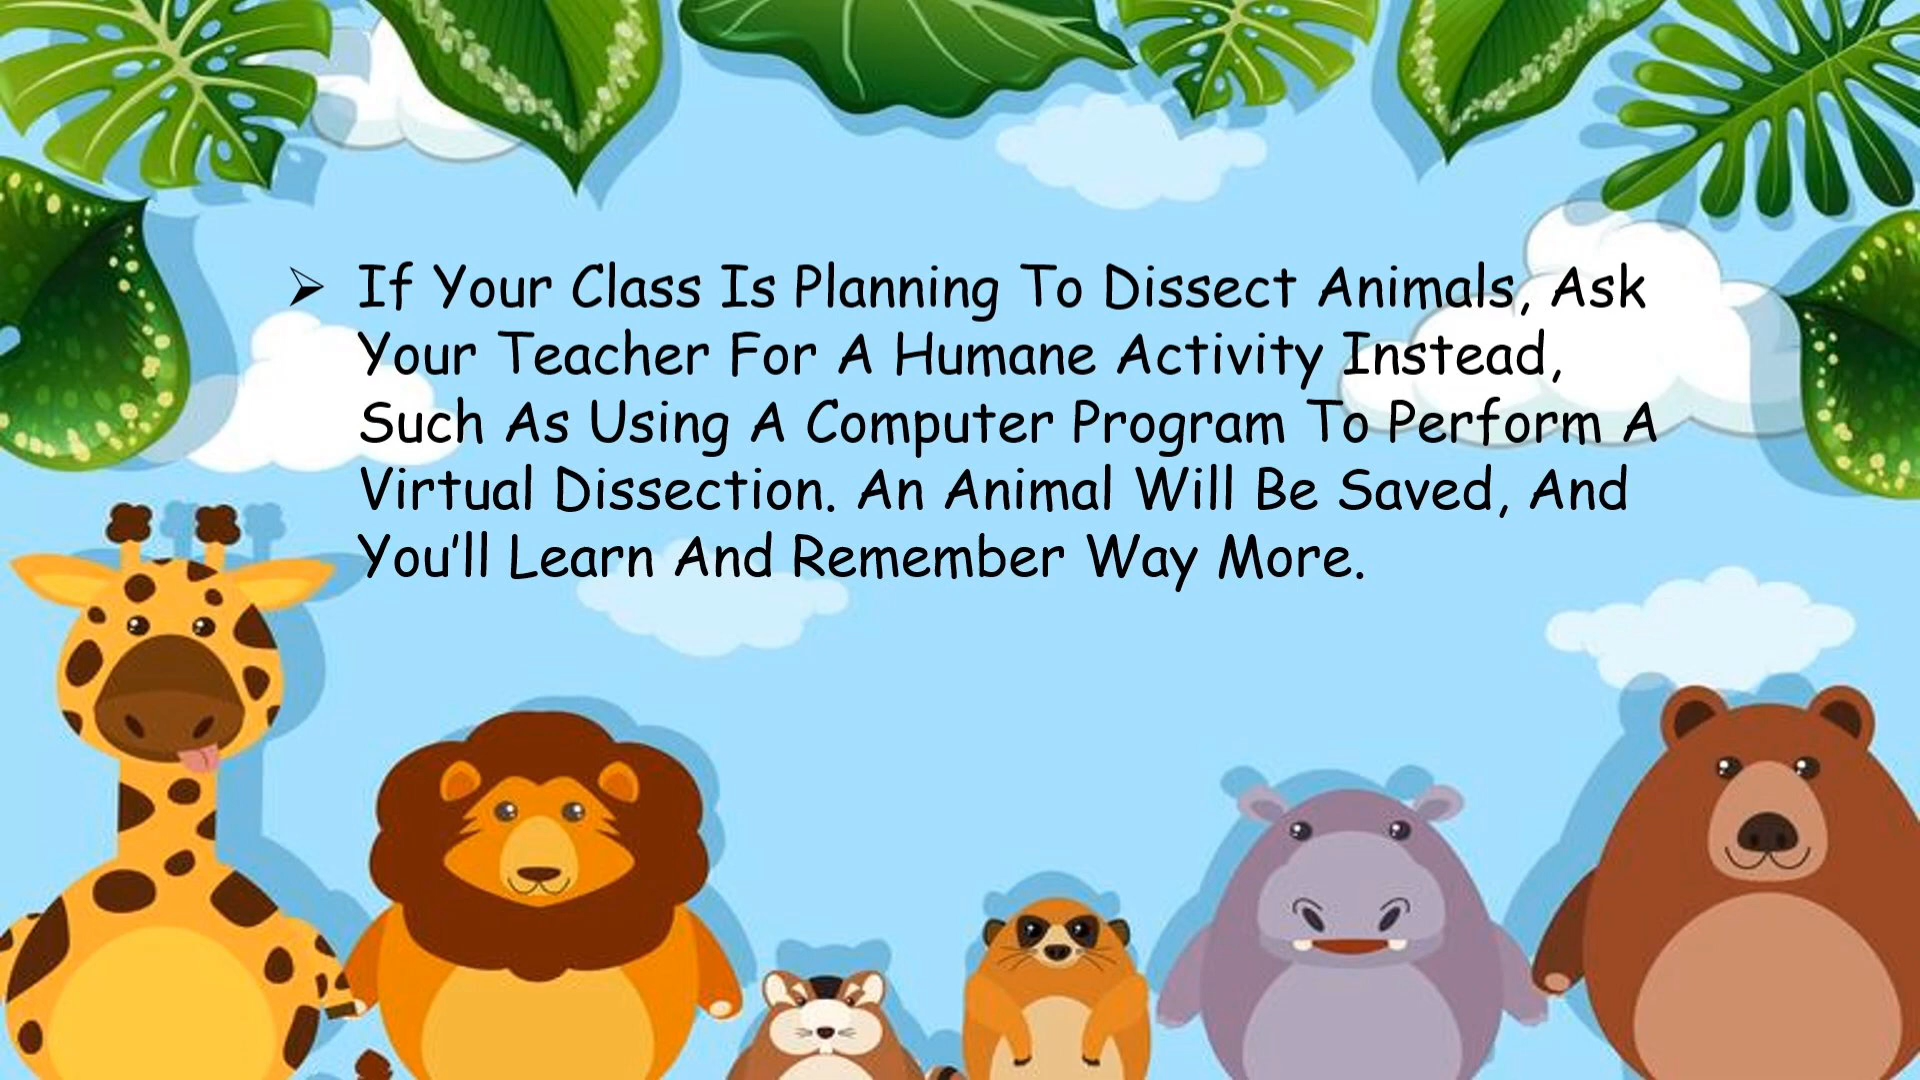 ➢ If Your Class Is Planning To Dissect Animals, Ask
Your Teacher For A Humane Activity Instead,
Such As Using A Computer Program To Perform A
Virtual Dissection. An Animal Will Be Saved, And
You’ll Learn And Remember Way More.